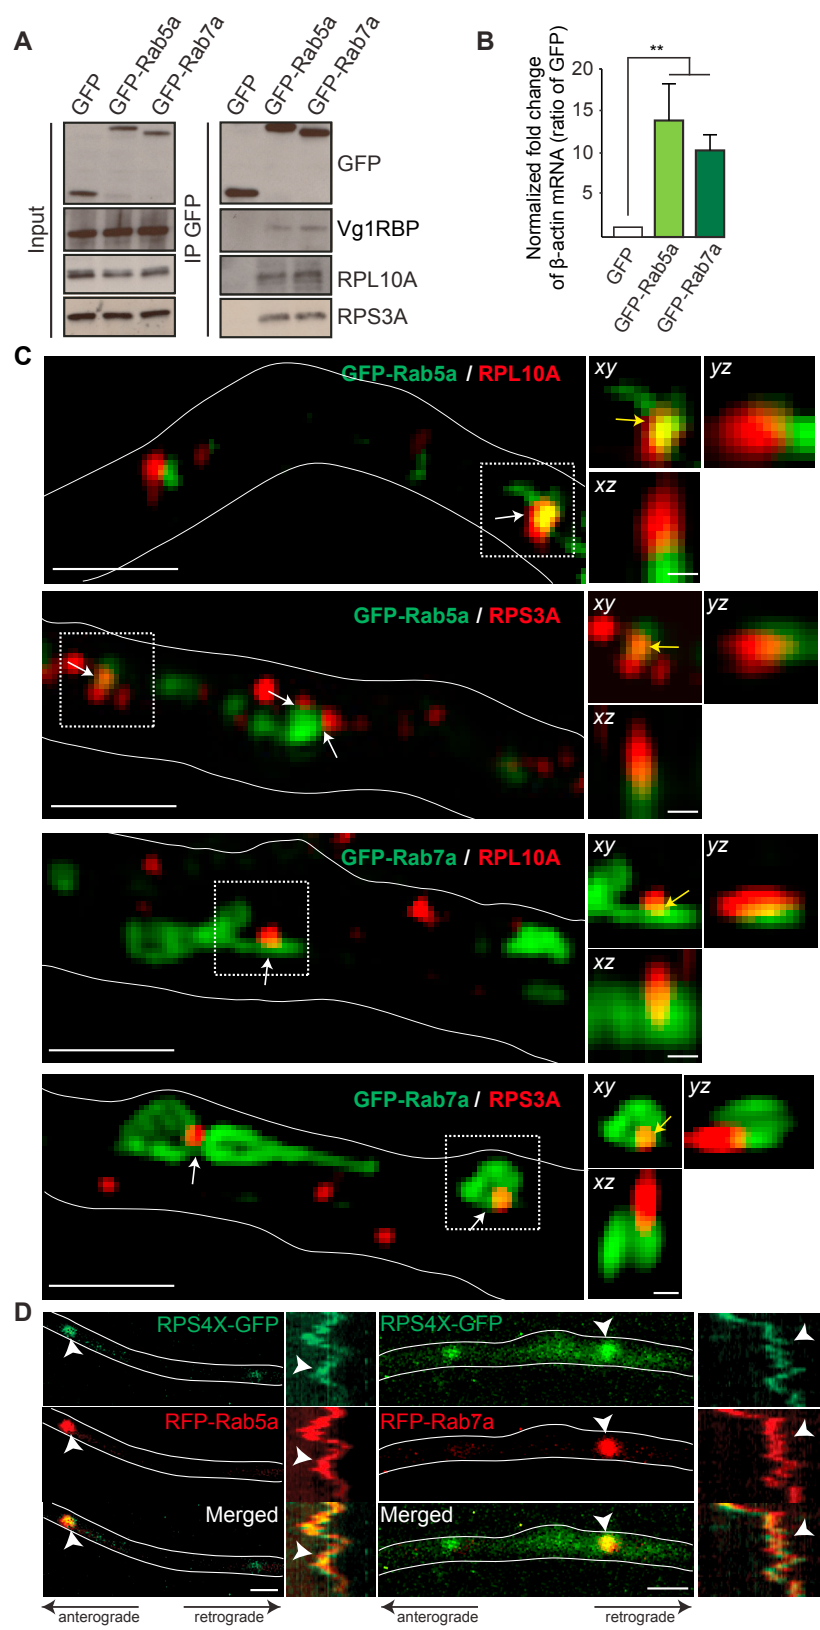 A
GFP
GFP-Rab5a
GFP-Rab7a
GFP
GFP-Rab5a
GFP-Rab7a
Input
IP GFP
GFP
Vg1RBP
RPL10A
RPS3A
B
Normalized fold change
of β-actin mRNA (ratio of GFP)
**
20
15
10
5
GFP
GFP-Rab5a
GFP-Rab7a
C
GFP-Rab5a / RPL10A
xy
yz
xz
GFP-Rab5a / RPS3A
xy
yz
xz
GFP-Rab7a / RPL10A
xy
yz
xz
GFP-Rab7a / RPS3A
xy
yz
xz
D
RPS4X-GFP
RPS4X-GFP
RFP-Rab5a
RFP-Rab7a
Merged
Merged
anterograde
retrograde
anterograde
retrograde